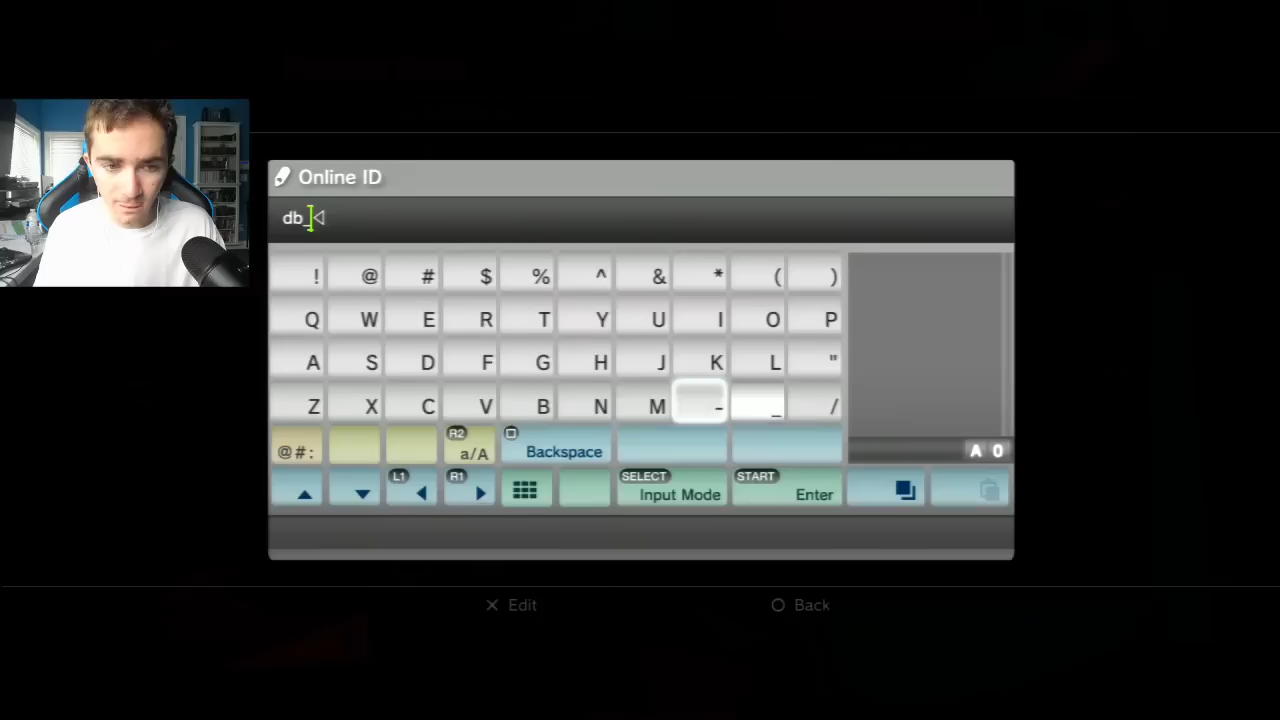 Online ID
db_
! @ # $ % ^ & * ( )
Q W E R T Y U I O P
A S D F G H J K L "
Z X C V B N M - _ /
@#: R2 a/A Backspace A 0
L1 R1 SELECT Input Mode START Enter
Edit Back